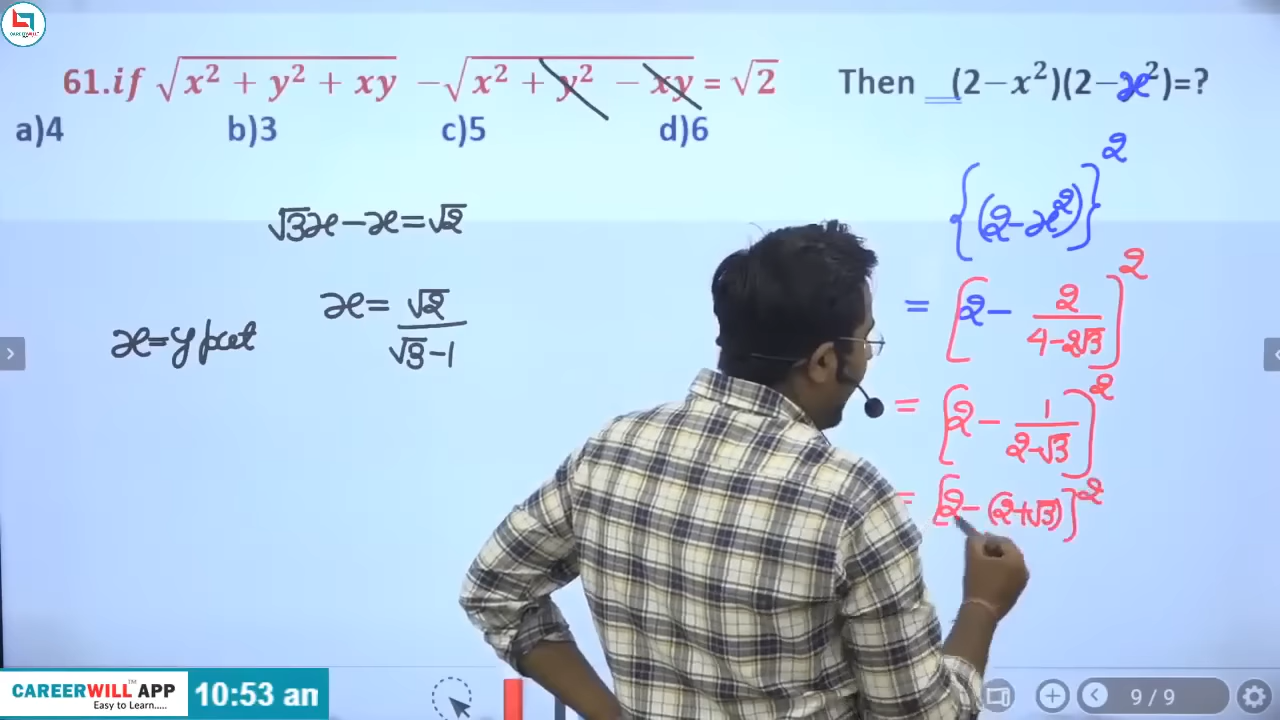 CAREERWILL
61.if √x² + y² + xy − √x² + y² − xy = √2 Then (2−x²)(2−x²)=?
a)4 b)3 c)5 d)6
√3x − x = √2
x = √2/(√3−1)
x=y put
{(2−x²)}²
= [2 − 2/(4−2√3)]²
= [2 − 1/(2−√3)]²
= [2 − (2+√3)]²
CAREERWILL™ APP
Easy to Learn.....
10:53 an
9 / 9